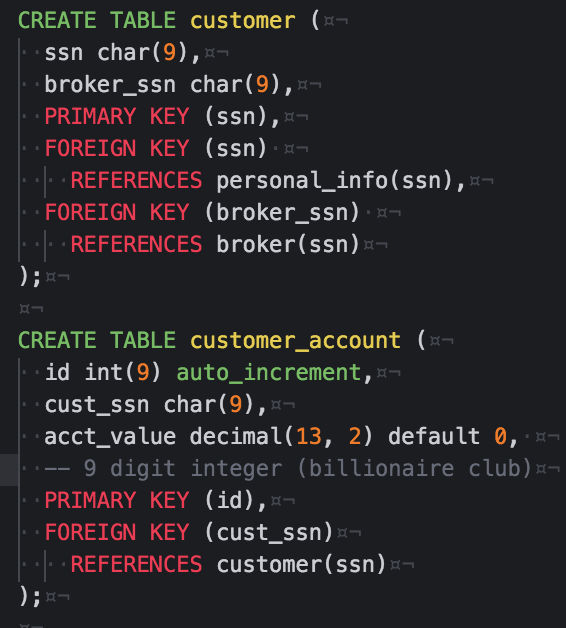 CREATE TABLE customer (
ssn char(9),
broker_ssn char(9),
PRIMARY KEY (ssn),
FOREIGN KEY (ssn)
REFERENCES personal_info(ssn),
FOREIGN KEY (broker_ssn)
REFERENCES broker(ssn)
);
CREATE TABLE customer_account (
id int(9) auto_increment,
cust_ssn char(9),
acct_value decimal(13, 2) default 0,
-- 9 digit integer (billionaire club)
PRIMARY KEY (id),
FOREIGN KEY (cust_ssn)
REFERENCES customer(ssn)
);